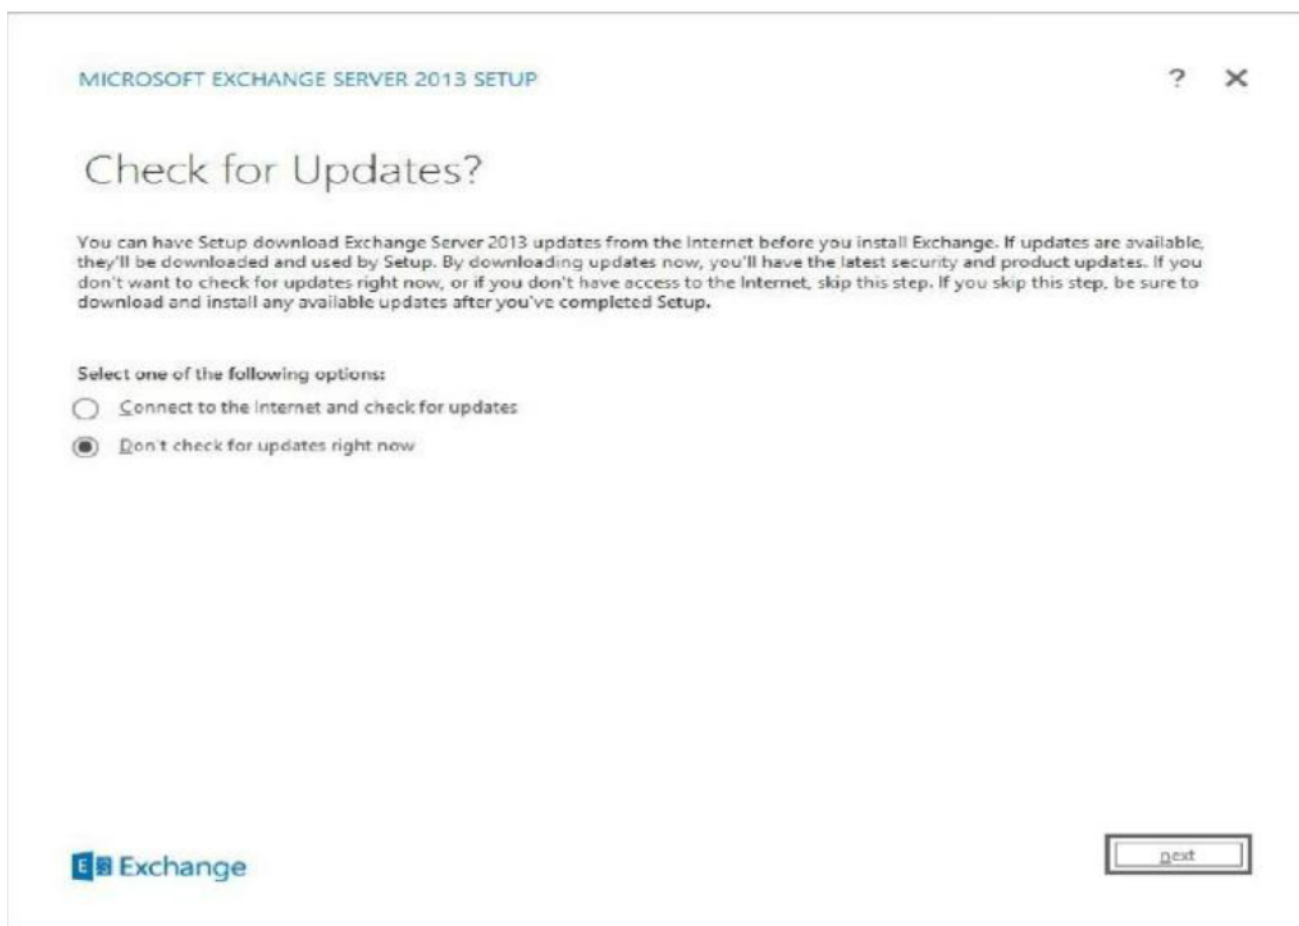 MICROSOFT EXCHANGE SERVER 2013 SETUP
? ×
Check for Updates?
You can have Setup download Exchange Server 2013 updates from the Internet before you install Exchange. If updates are available,
they'll be downloaded and used by Setup. By downloading updates now, you'll have the latest security and product updates. If you
don't want to check for updates right now, or if you don't have access to the Internet, skip this step. If you skip this step, be sure to
download and install any available updates after you've completed Setup.
Select one of the following options:
Connect to the Internet and check for updates
Don't check for updates right now
E Exchange
next